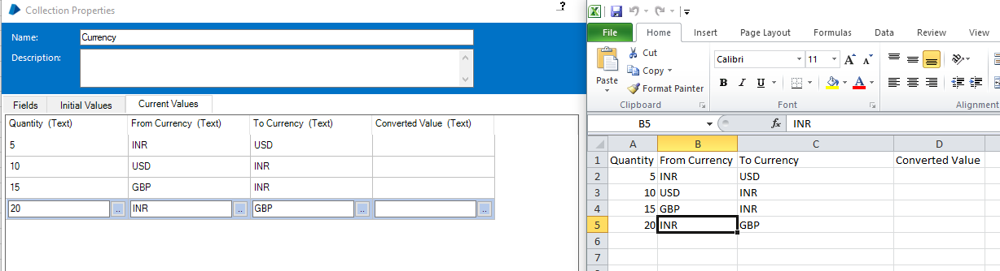 Collection Properties
?
Name: Currency
Description:
Fields Initial Values Current Values
Quantity (Text) From Currency (Text) To Currency (Text) Converted Value (Text)
5 INR USD
10 USD INR
15 GBP INR
20 .. INR .. GBP .. ..
File Home Insert Page Layout Formulas Data Review View
Paste
Cut
Copy
Format Painter
Clipboard
Calibri 11 A A
B I U A
Font
Alignment
B5 fx INR
A B C D
1 Quantity From Currency To Currency Converted Value
2 5 INR USD
3 10 USD INR
4 15 GBP INR
5 20 INR GBP
6
7